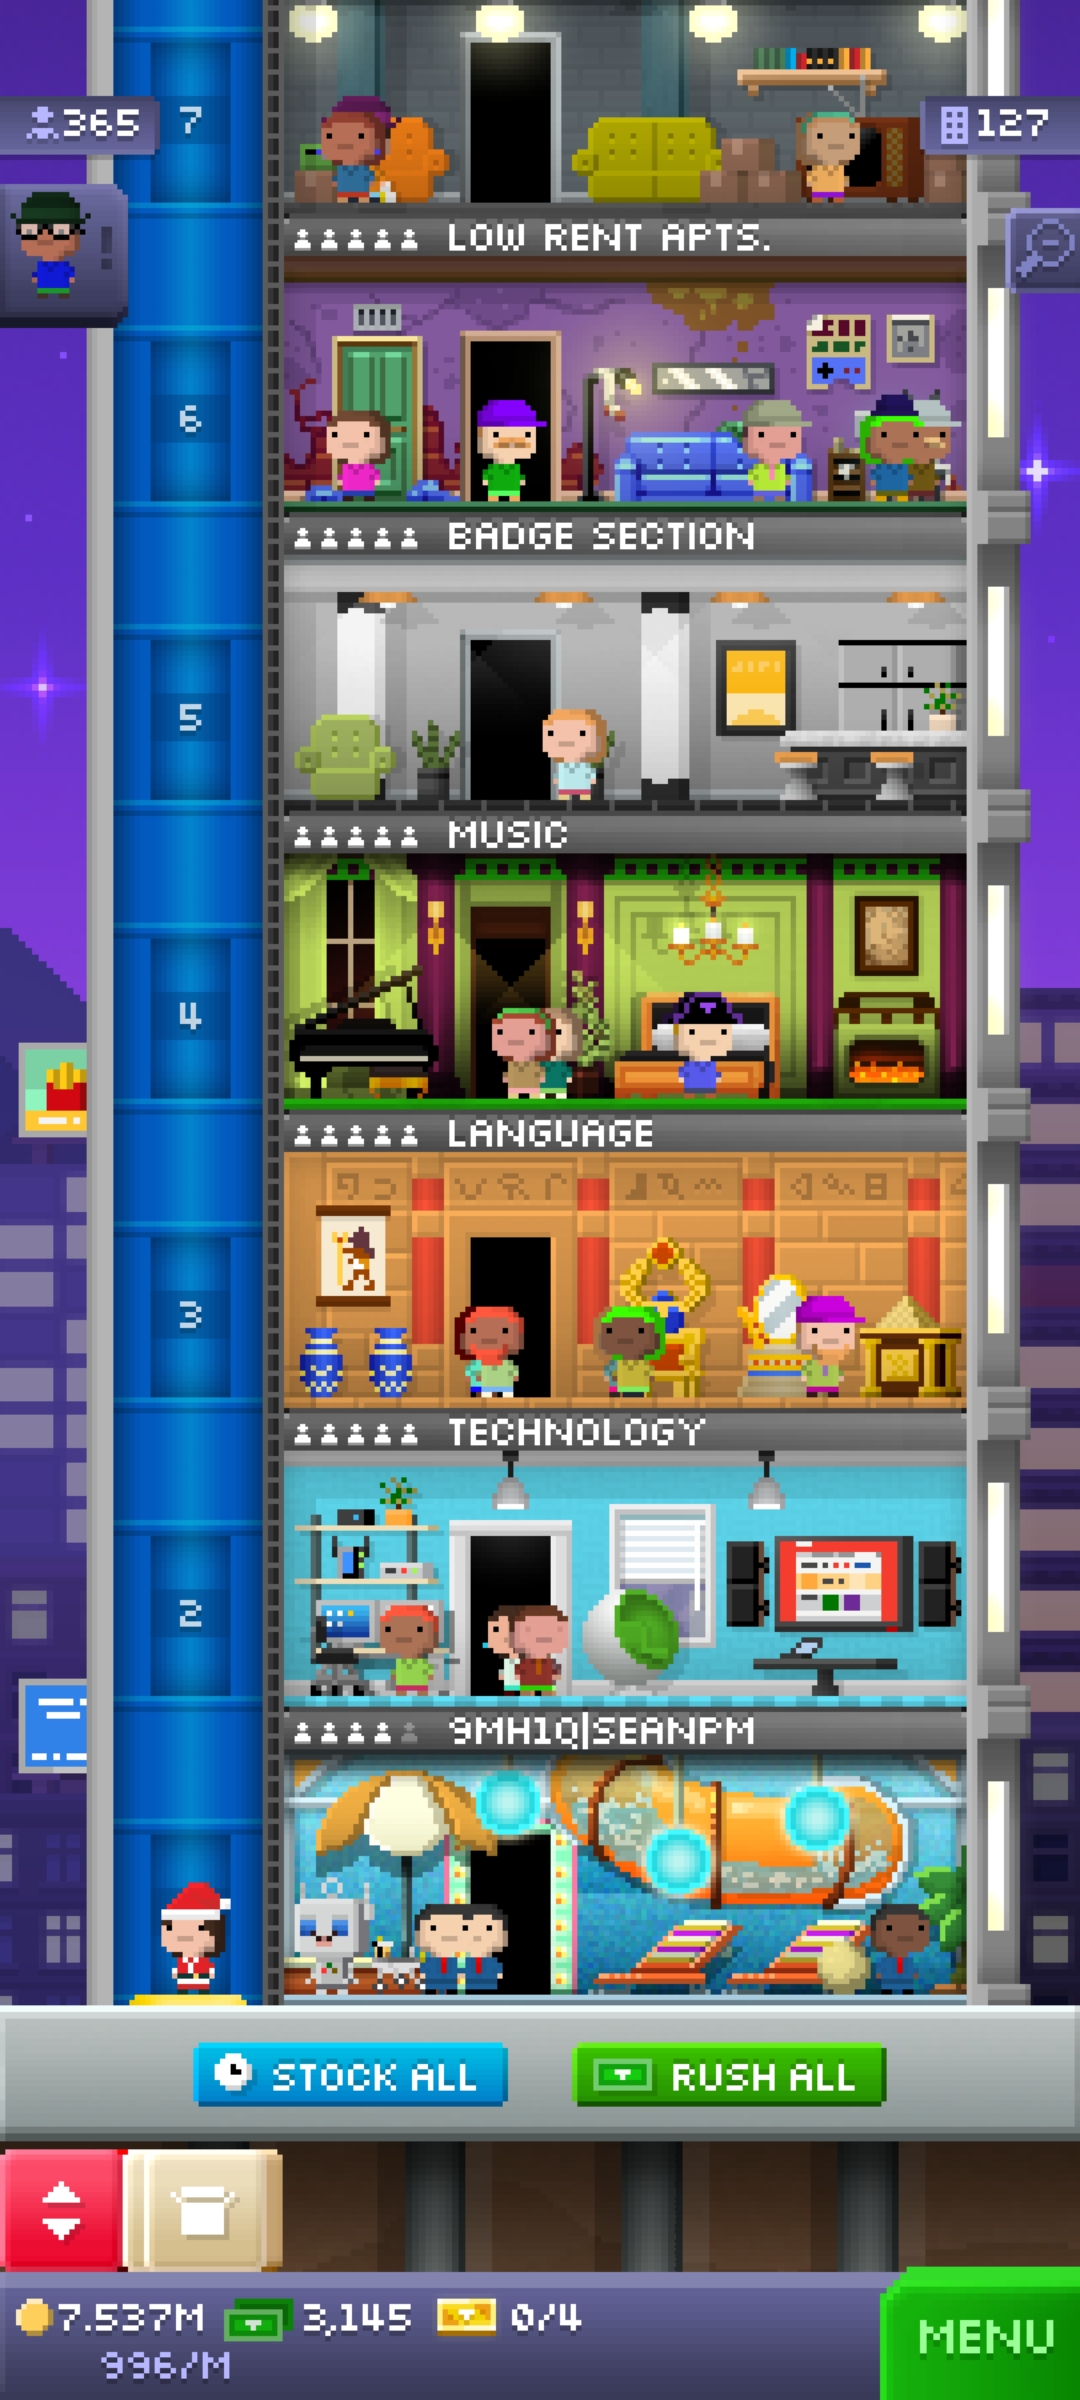 365
7
127
LOW RENT APTS.
6
BADGE SECTION
5
MUSIC
4
LANGUAGE
3
TECHNOLOGY
2
9MH1Q|SEANPM
STOCK ALL
RUSH ALL
7.537M
3,145
0/4
996/M
MENU